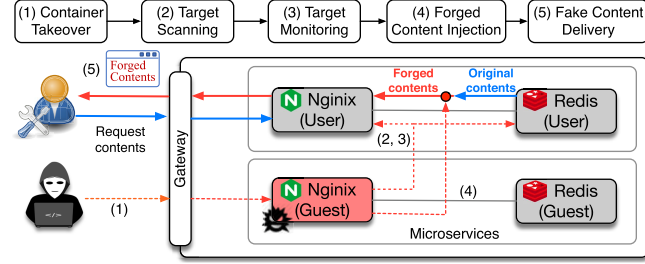 (1) Container
Takeover
(2) Target
Scanning
(3) Target
Monitoring
(4) Forged
Content Injection
(5) Fake Content
Delivery
(5)
Forged
Contents
Forged
contents
Original
contents
Nginix
(User)
Redis
(User)
Request
contents
Gateway
(2, 3)
(1)
</>
Nginix
(Guest)
(4)
Redis
(Guest)
Microservices